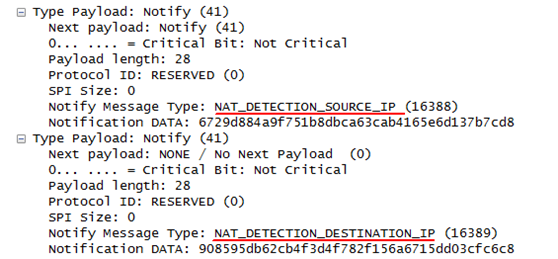 Type Payload: Notify (41)
Next payload: Notify (41)
0... .... = Critical Bit: Not Critical
Payload length: 28
Protocol ID: RESERVED (0)
SPI Size: 0
Notify Message Type: NAT_DETECTION_SOURCE_IP (16388)
Notification DATA: 6729d884a9f751b8dbca63cab4165e6d137b7cd8
Type Payload: Notify (41)
Next payload: NONE / No Next Payload (0)
0... .... = Critical Bit: Not Critical
Payload length: 28
Protocol ID: RESERVED (0)
SPI Size: 0
Notify Message Type: NAT_DETECTION_DESTINATION_IP (16389)
Notification DATA: 908595db62cb4f3d4f782f156a6715dd03cfc6c8